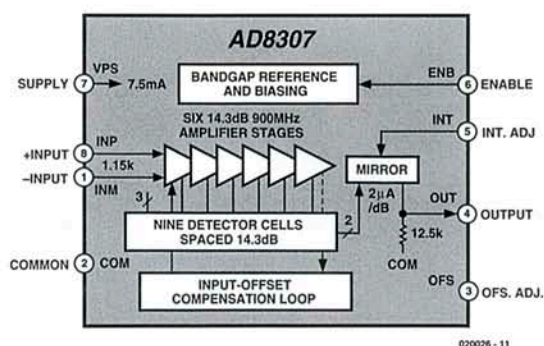 AD8307
SUPPLY
7
VPS
7.5mA
BANDGAP REFERENCE
AND BIASING
ENB
6
ENABLE
SIX 14.3dB 900MHz
AMPLIFIER STAGES
INT
5
INT. ADJ
+INPUT
8
INP
1.15k
–INPUT
1
INM
MIRROR
2μA
/dB
OUT
4
OUTPUT
12.5k
COM
3
NINE DETECTOR CELLS
SPACED 14.3dB
2
COMMON
2
COM
INPUT-OFFSET
COMPENSATION LOOP
OFS
3
OFS. ADJ.
020026 - 11